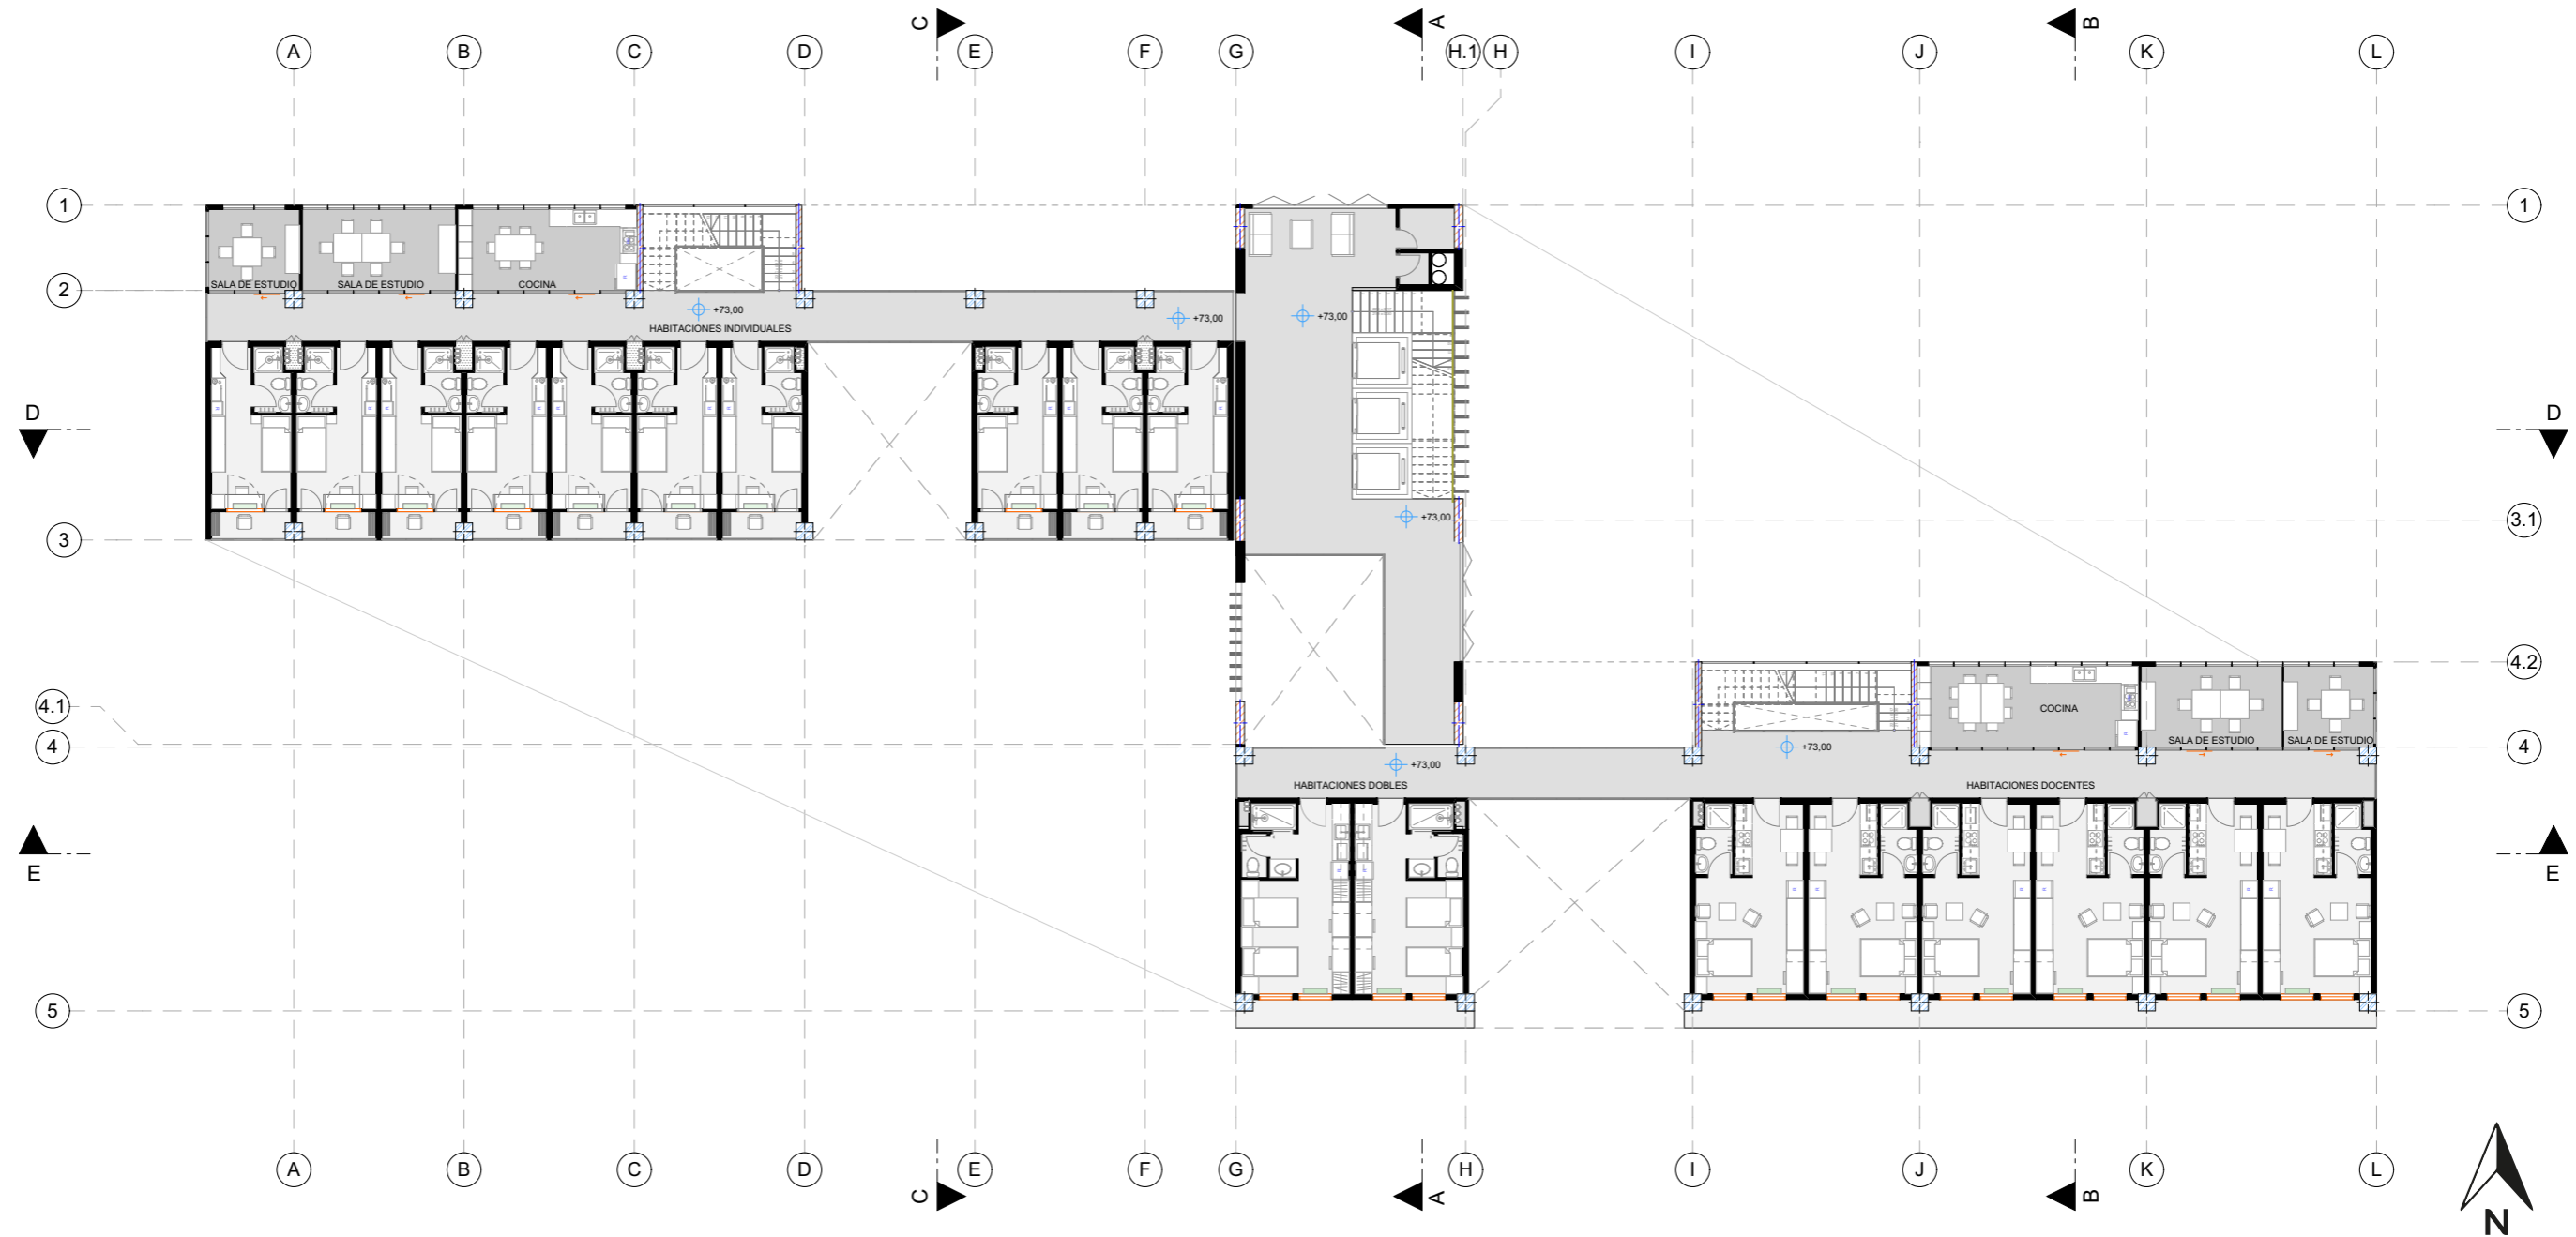 C A B
A B C D E F G H.1 H I J K L
1 1
2
SALA DE ESTUDIO SALA DE ESTUDIO COCINA
+73,00 +73,00 +73,00
HABITACIONES INDIVIDUALES
D D
+73,00
3 3.1
4.2
4.1
COCINA
SALA DE ESTUDIO SALA DE ESTUDIO
4 +73,00 4
+73,00
HABITACIONES DOBLES HABITACIONES DOCENTES
E E
5 5
A B C D E F G H I J K L
C A B
N